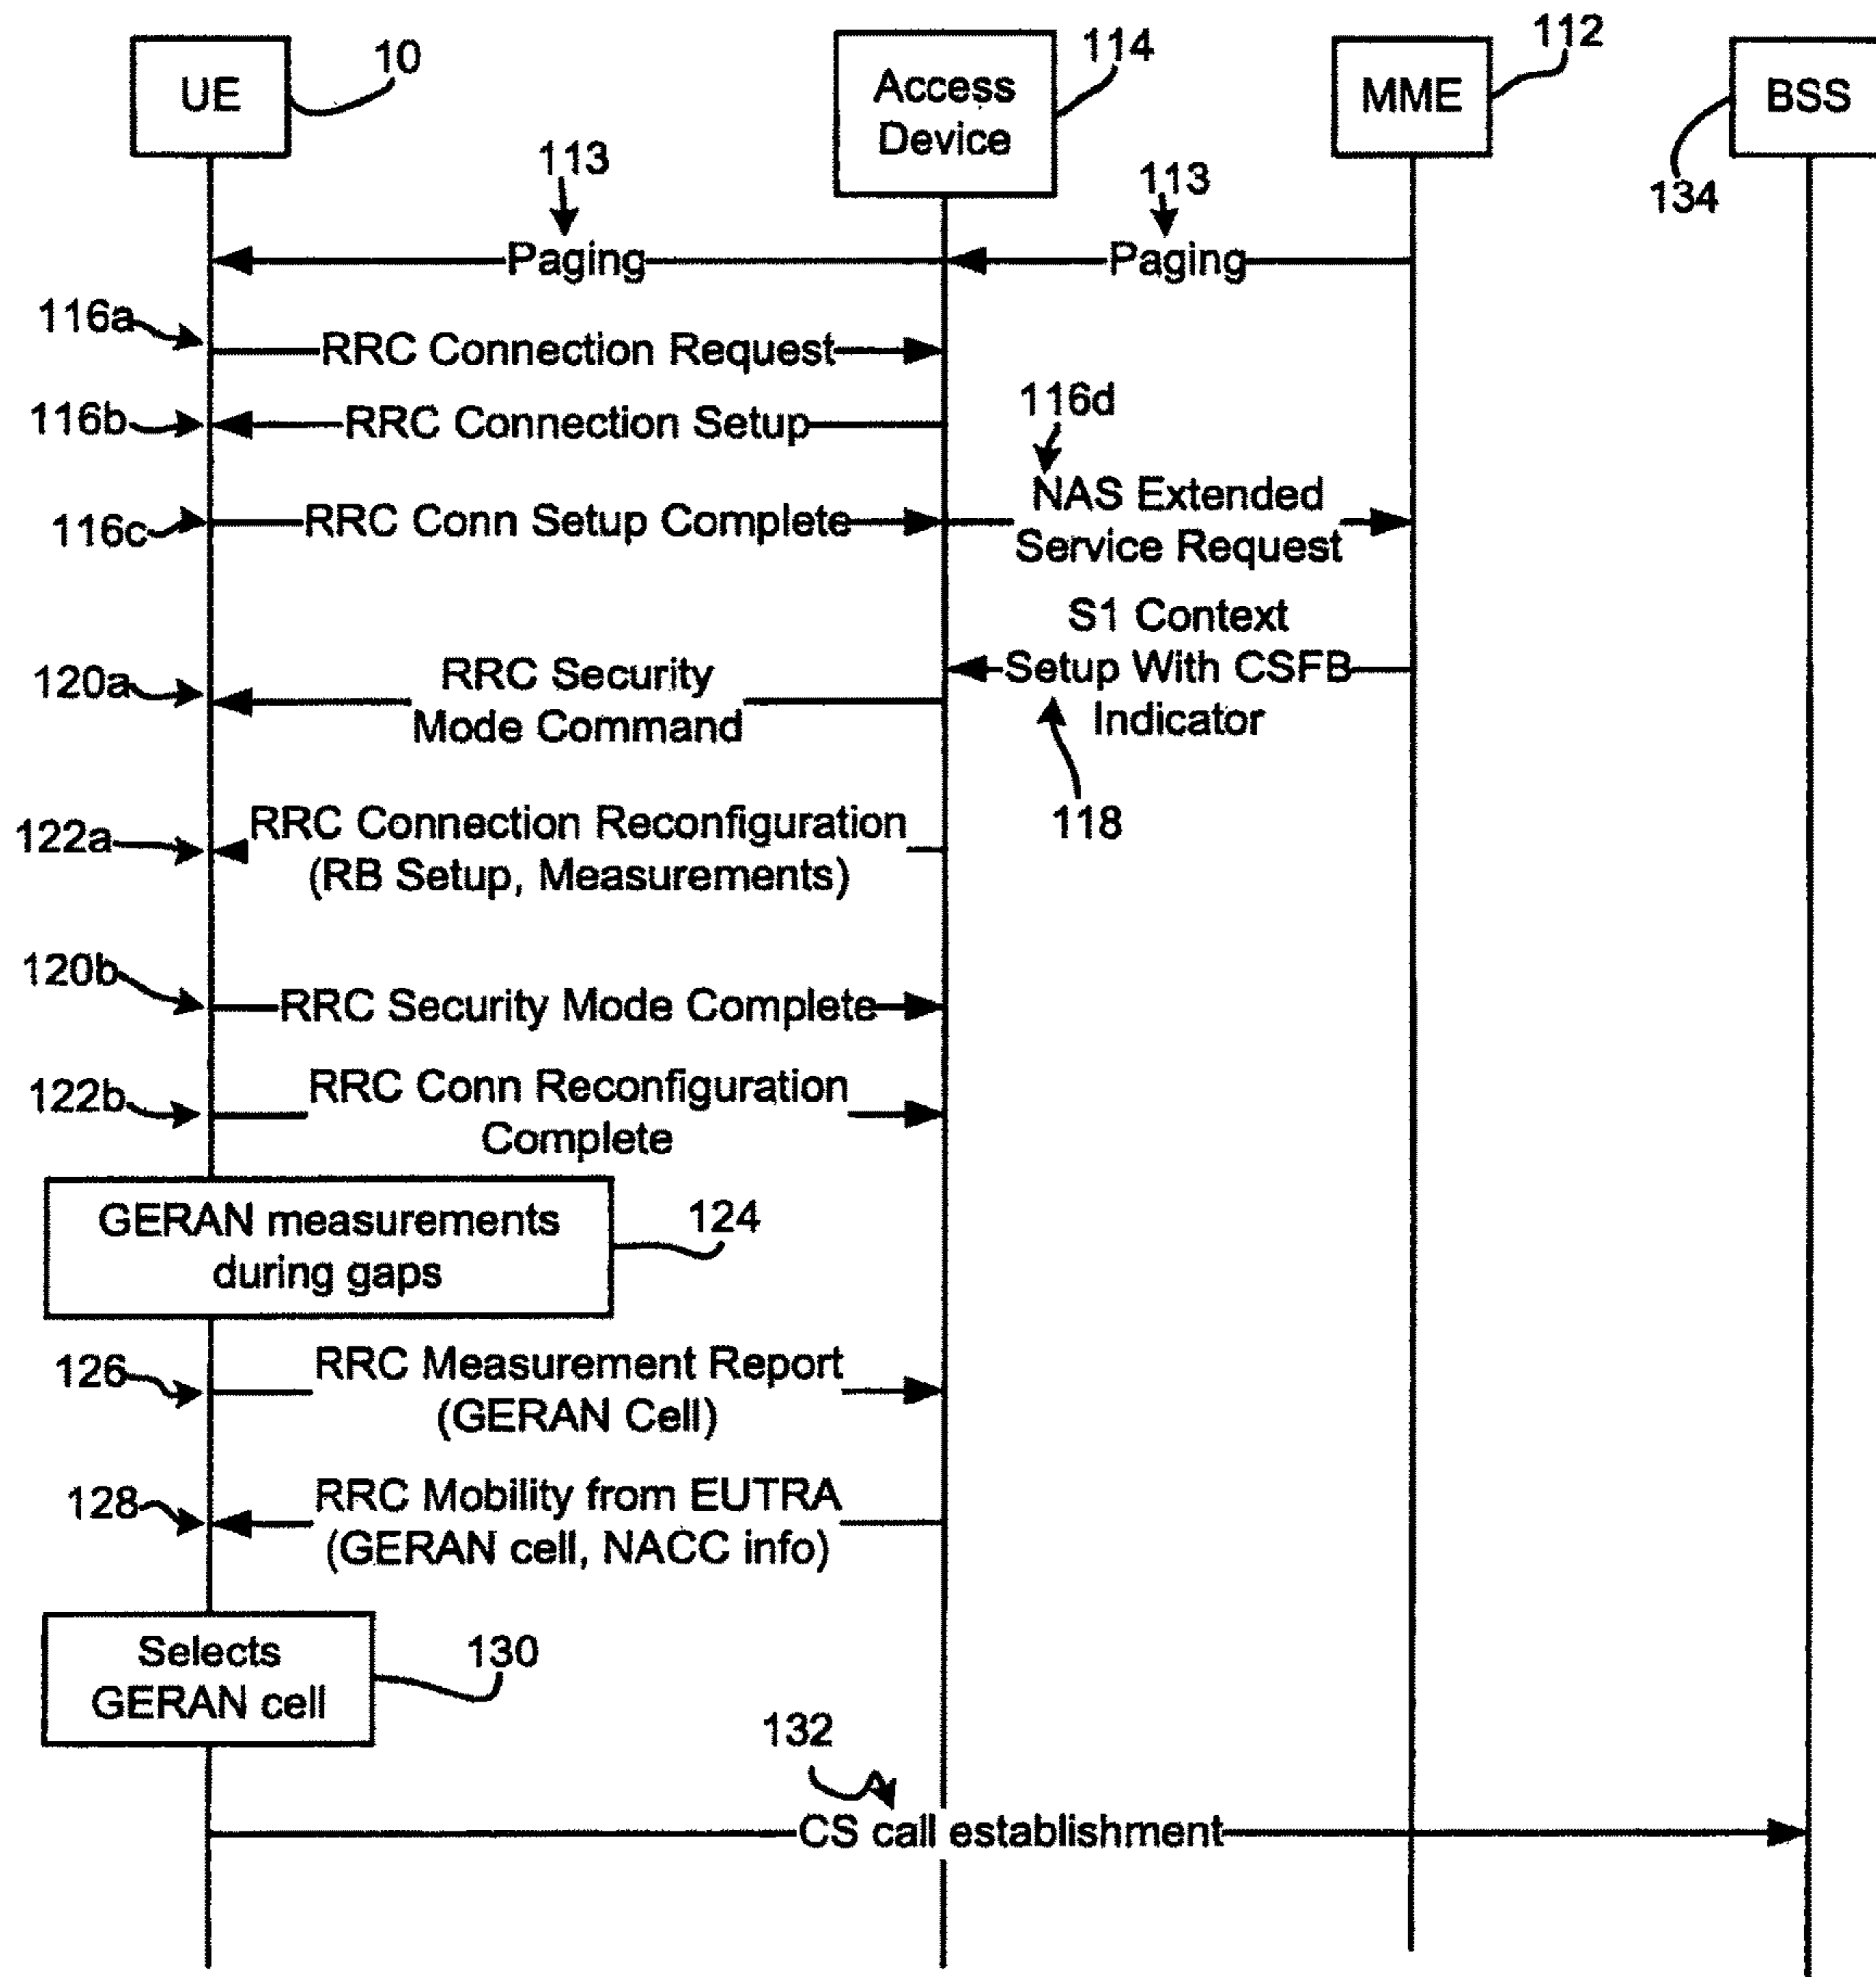 UE
10
Access
Device
114
MME
112
BSS
134
113
Paging
113
Paging
116a
RRC Connection Request
116b
RRC Connection Setup
116d
116c
RRC Conn Setup Complete
NAS Extended
Service Request
S1 Context
Setup With CSFB
Indicator
118
120a
RRC Security
Mode Command
122a
RRC Connection Reconfiguration
(RB Setup, Measurements)
120b
RRC Security Mode Complete
122b
RRC Conn Reconfiguration
Complete
GERAN measurements
during gaps
124
126
RRC Measurement Report
(GERAN Cell)
128
RRC Mobility from EUTRA
(GERAN cell, NACC info)
Selects
GERAN cell
130
132
CS call establishment